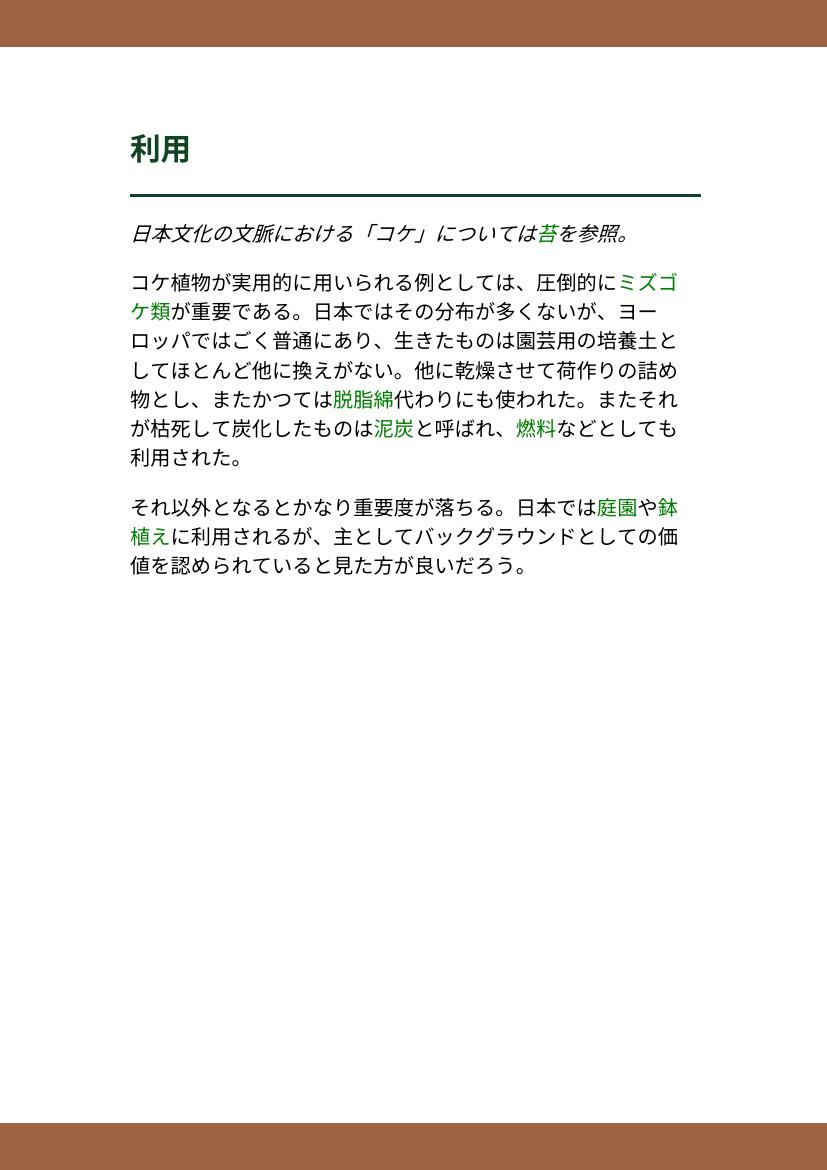 利用
日本文化の文脈における「コケ」については苔を参照。
コケ植物が実用的に用いられる例としては、圧倒的にミズゴ
ケ類が重要である。日本ではその分布が多くないが、ヨー
ロッパではごく普通にあり、生きたものは園芸用の培養土と
してほとんど他に換えがない。他に乾燥させて荷作りの詰め
物とし、またかつては脱脂綿代わりにも使われた。またそれ
が枯死して炭化したものは泥炭と呼ばれ、燃料などとしても
利用された。
それ以外となるとかなり重要度が落ちる。日本では庭園や鉢
植えに利用されるが、主としてバックグラウンドとしての価
値を認められていると見た方が良いだろう。